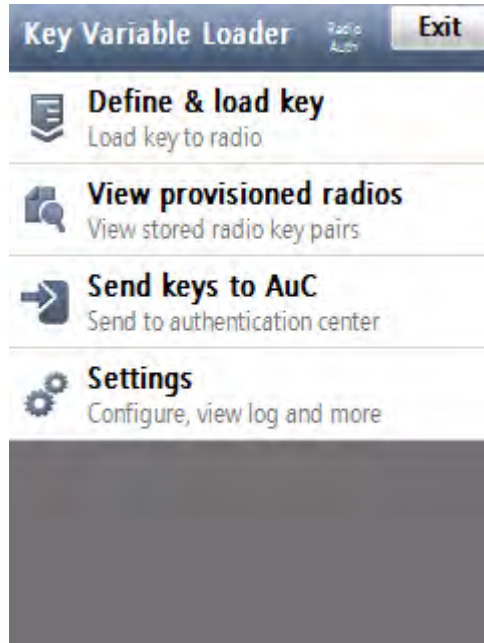 Key Variable Loader
Radio
Auth
Exit
Define & load key
Load key to radio
View provisioned radios
View stored radio key pairs
Send keys to AuC
Send to authentication center
Settings
Configure, view log and more